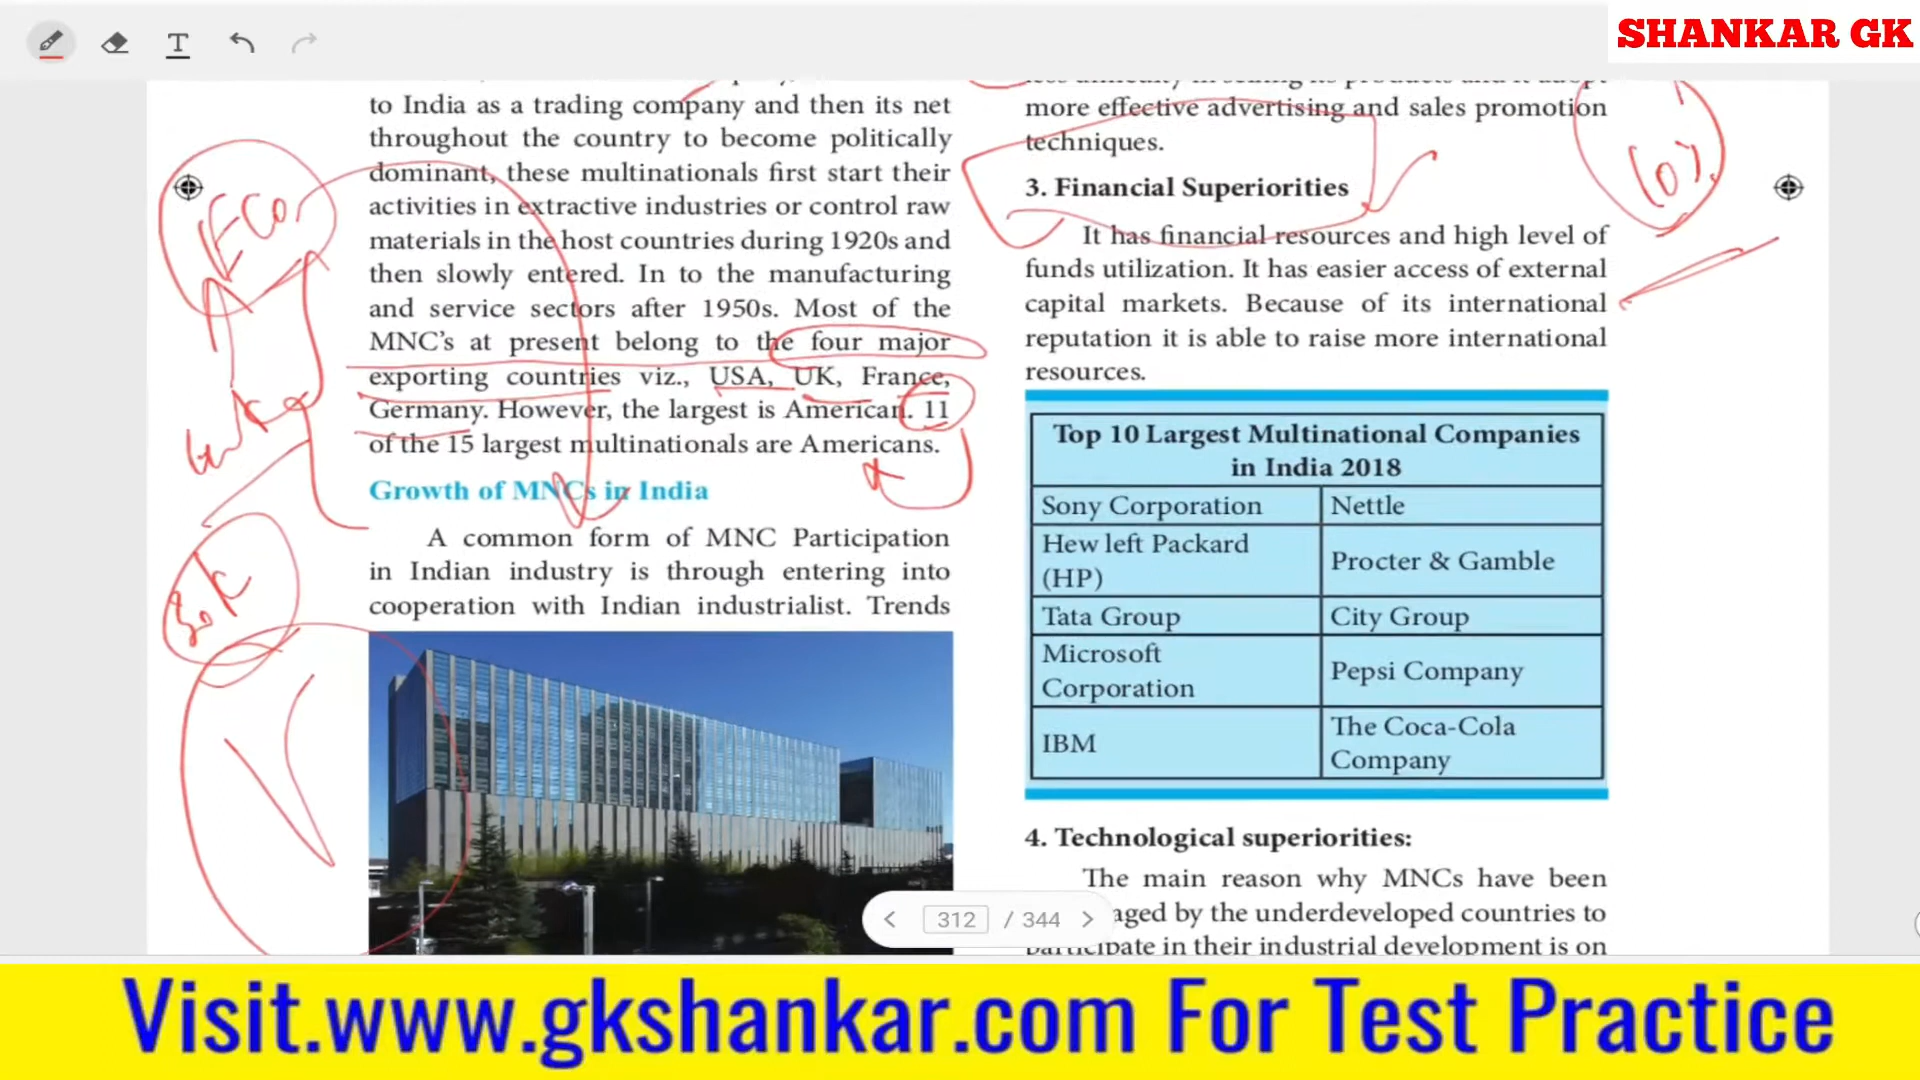 SHANKAR GK
to India as a trading company and then its net
throughout the country to become politically
dominant, these multinationals first start their
activities in extractive industries or control raw
materials in the host countries during 1920s and
then slowly entered. In to the manufacturing
and service sectors after 1950s. Most of the
MNC's at present belong to the four major
exporting countries viz., USA, UK, France,
Germany. However, the largest is American. 11
of the 15 largest multinationals are Americans.
Growth of MNCs in India
A common form of MNC Participation
in Indian industry is through entering into
cooperation with Indian industrialist. Trends
less difficulty in selling its products and it adopt
more effective advertising and sales promotion
techniques.
3. Financial Superiorities
It has financial resources and high level of
funds utilization. It has easier access of external
capital markets. Because of its international
reputation it is able to raise more international
resources.
Top 10 Largest Multinational Companies
in India 2018
Sony Corporation
Nettle
Hew left Packard
(HP)
Procter & Gamble
Tata Group
City Group
Microsoft
Corporation
Pepsi Company
IBM
The Coca-Cola
Company
4. Technological superiorities:
The main reason why MNCs have been
aged by the underdeveloped countries to
participate in their industrial development is on
312 / 344
Visit.www.gkshankar.com For Test Practice